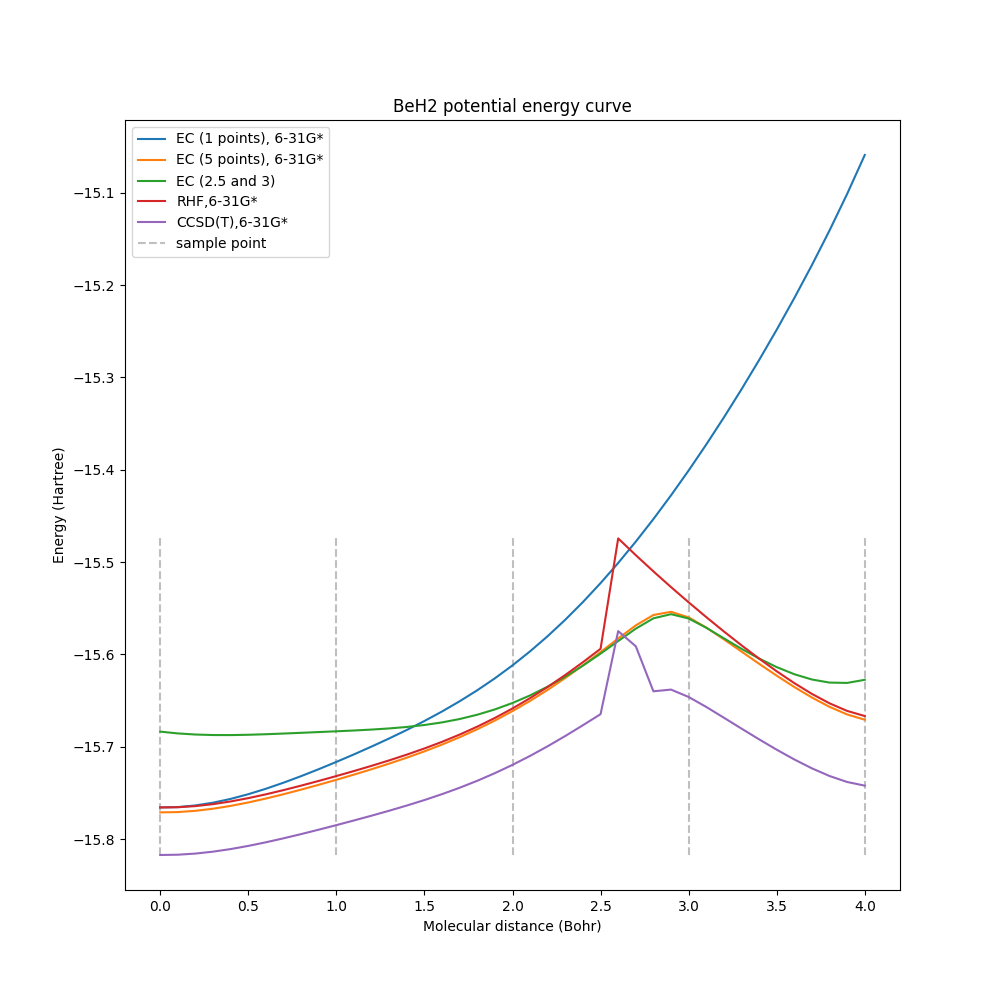 BeH2 potential energy curve
EC (1 points), 6-31G*
EC (5 points), 6-31G*
EC (2.5 and 3)
RHF,6-31G*
CCSD(T),6-31G*
sample point
−15.1
−15.2
−15.3
−15.4
−15.5
−15.6
−15.7
−15.8
Energy (Hartree)
0.0 0.5 1.0 1.5 2.0 2.5 3.0 3.5 4.0
Molecular distance (Bohr)